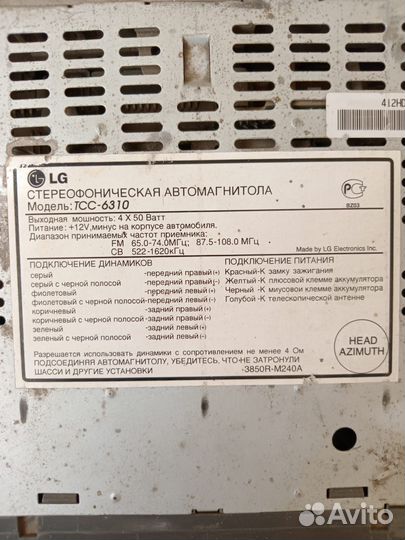 412HD
LG
СТЕРЕОФОНИЧЕСКАЯ АВТОМАГНИТОЛА
Модель: TCC-6310
BZ03
Выходная мощность: 4 X 50 Ватт
Питание: +12V,минус на корпусе автомобиля.
Диапазон принимаемых частот приемника:
FM 65.0-74.0МГц; 87.5-108.0 МГц
СВ 522-1620кГц
Made by LG Electronics Inc.
ПОДКЛЮЧЕНИЕ ДИНАМИКОВ
серый -передний правый(+)
серый с черной полосой -передний правый(-)
фиолетовый -передний правый(+)
фиолетовый с черной полосой -передний левый(-)
коричневый -задний правый(+)
коричневый с черной полосой -задний правый(-)
зеленый -задний левый(+)
зеленый с черной полосой -задний левый(-)
ПОДКЛЮЧЕНИЕ ПИТАНИЯ
Красный-К замку зажигания
Желтый-К плюсовой клемме аккумулятора
Черный -К миусовои клемме аккумулятора
Голубой-К телескопической антенне
HEAD
AZIMUTH
Разрешается использовать динамики с сопротивлением не менее 4 Ом
ПОДСОЕДИНЯЯ АВТОМАГНИТОЛУ, УБЕДИТЕСЬ, ЧТО НЕ ЗАТРОНУЛИ
ШАССИ И ДРУГИЕ УСТАНОВКИ
-3850R-M240A
Avito